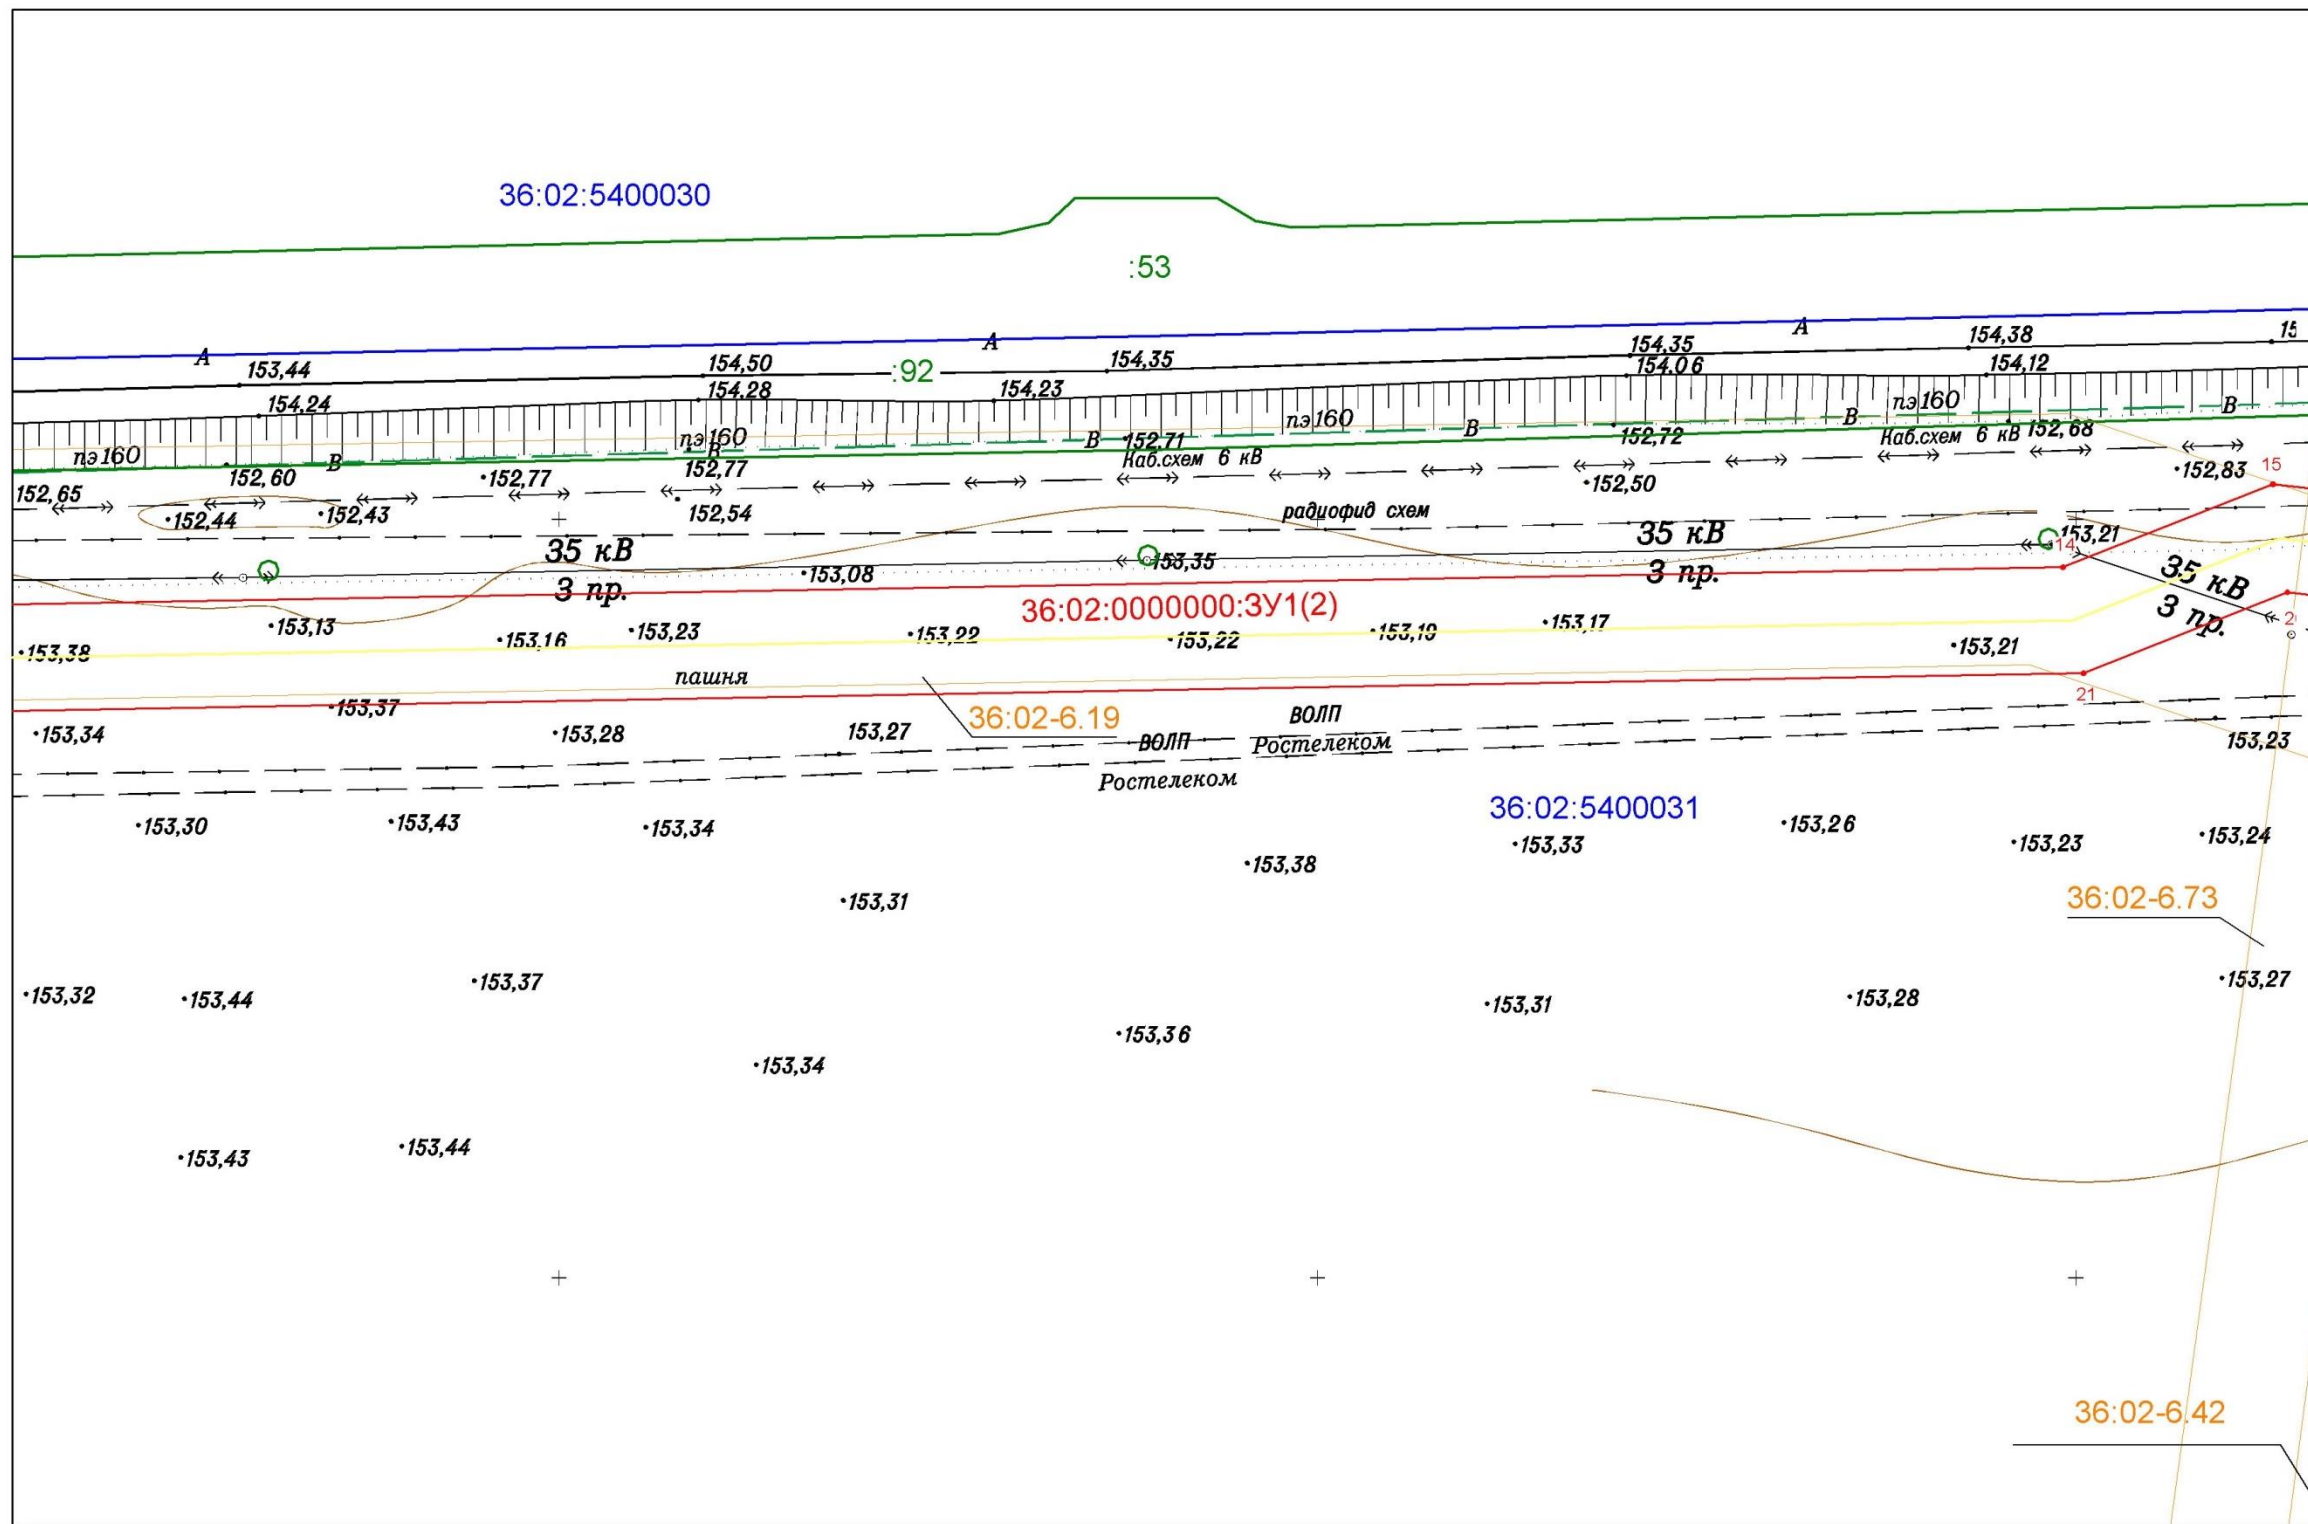 36:02:5400030
:53
А А А
153,44 154,50 :92 154,35 154,35 154,38 15
154,24 154,28 154,23 154,06 154,12
пэ160 пэ160 пэ160 пэ160
В В В В В В
152,65 152,60 152,77 152,77 152,71 152,72 152,68 152,83
Каб.схем 6 кВ Каб.схем 6 кВ
15
152,44 152,43 152,54 152,50
радиофид схем
35 кВ 35 кВ 153,21
14
3 пр. 153,08 153,35 3 пр. 35 кВ
3 пр.
36:02:0000000:ЗУ1(2)
2
153,38 153,13 153,16 153,23 153,22 153,22 153,19 153,17 153,21
пашня
21
153,37
36:02-6.19
153,34 153,28 153,27 ВОЛП 153,23
ВОЛП Ростелеком
Ростелеком
36:02:5400031
153,30 153,43 153,34 153,38 153,33 153,26 153,23 153,24
153,31
36:02-6.73
153,32 153,44 153,37 153,31 153,28 153,27
153,34 153,36
153,43 153,44
36:02-6.42